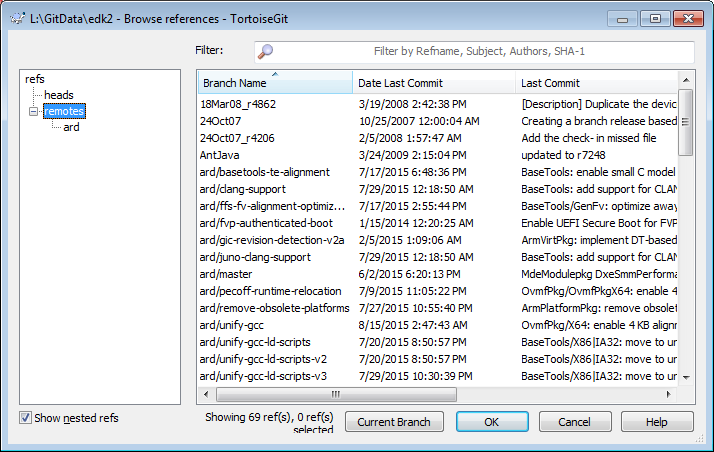 L:\GitData\edk2 - Browse references - TortoiseGit
Filter: Filter by Refname, Subject, Authors, SHA-1
refs
heads
remotes
ard
Branch Name Date Last Commit Last Commit
18Mar08_r4862 3/19/2008 2:42:38 PM [Description] Duplicate the devic
24Oct07 10/25/2007 12:00:04 AM Creating a branch release based
24Oct07_r4206 2/5/2008 1:57:47 AM Add the check- in missed file
AntJava 3/24/2009 2:15:04 PM updated to r7248
ard/basetools-te-alignment 7/17/2015 6:48:36 PM BaseTools: enable small C model
ard/clang-support 7/29/2015 12:18:50 AM BaseTools: add support for CLAN
ard/ffs-fv-alignment-optimiz... 7/17/2015 2:55:44 PM BaseTools/GenFv: optimize away
ard/fvp-authenticated-boot 1/15/2014 12:20:25 AM Enable UEFI Secure Boot for FVP
ard/gic-revision-detection-v2a 2/5/2015 1:09:06 AM ArmVirtPkg: implement DT-based
ard/juno-clang-support 7/29/2015 12:18:50 AM BaseTools: add support for CLAN
ard/master 6/2/2015 6:20:13 PM MdeModulepkg DxeSmmPerforma
ard/pecoff-runtime-relocation 7/9/2015 11:05:22 PM OvmfPkg/OvmfPkgX64: enable 4
ard/remove-obsolete-platforms 7/27/2015 10:55:40 PM ArmPlatformPkg: remove obsolet
ard/unify-gcc 8/15/2015 2:47:43 AM OvmfPkg/X64: enable 4 KB alignm
ard/unify-gcc-ld-scripts 7/20/2015 8:50:57 PM BaseTools/X86|IA32: move to un
ard/unify-gcc-ld-scripts-v2 7/20/2015 8:50:57 PM BaseTools/X86|IA32: move to un
ard/unify-gcc-ld-scripts-v3 7/29/2015 10:30:39 PM BaseTools/X86|IA32: move to un
Show nested refs
Showing 69 ref(s), 0 ref(s)
selected
Current Branch
OK
Cancel
Help